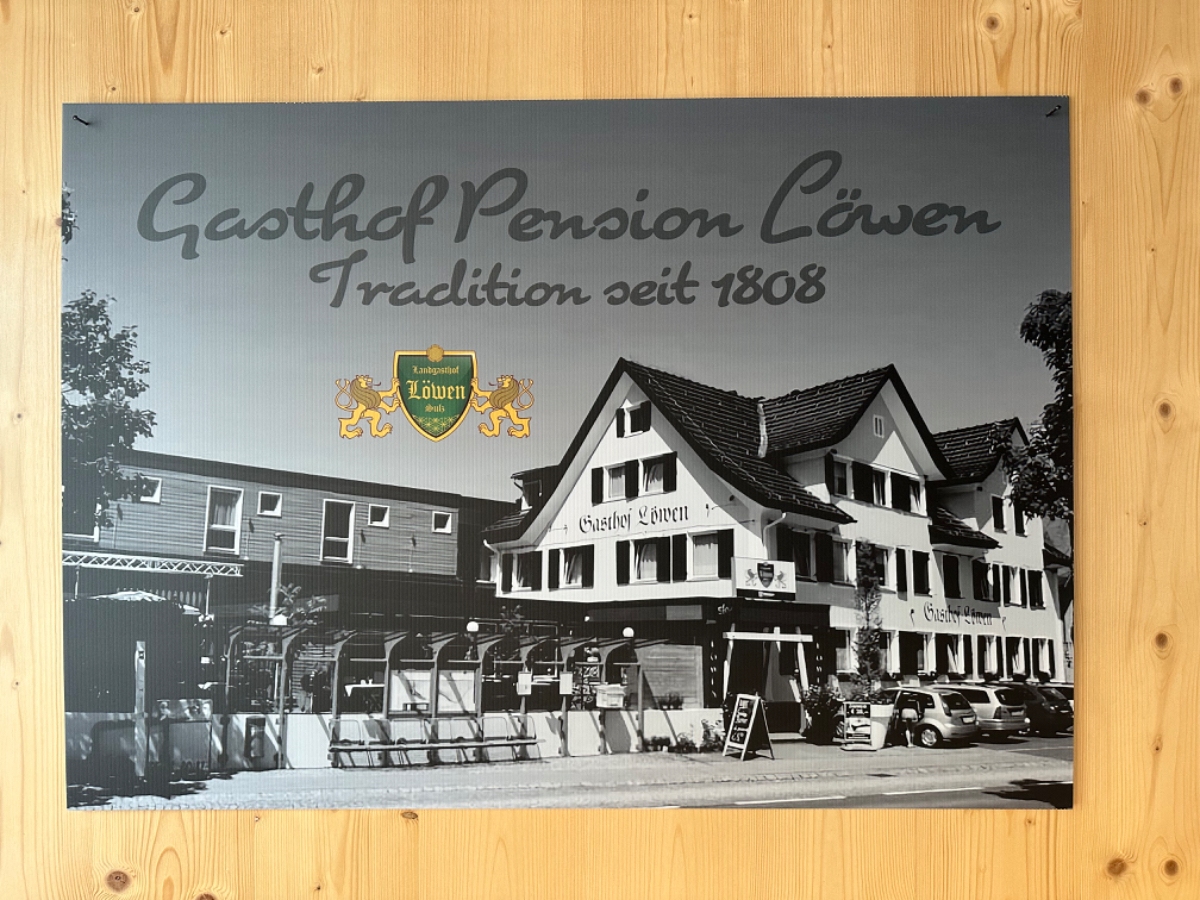 Gasthof Pension Löwen
Tradition seit 1808
Landgasthof
Löwen
Sulz
Gasthof Löwen
Gasthof Löwen